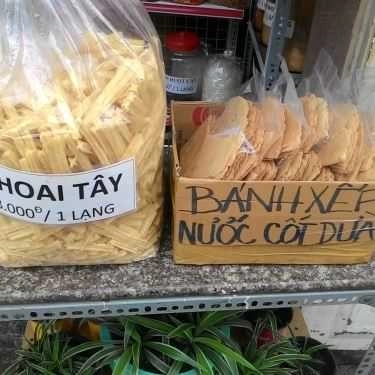 HOAI TÂY
.000Đ/ 1 LẠNG
BÁNH XẾP
NƯỚC CỐT DỪA